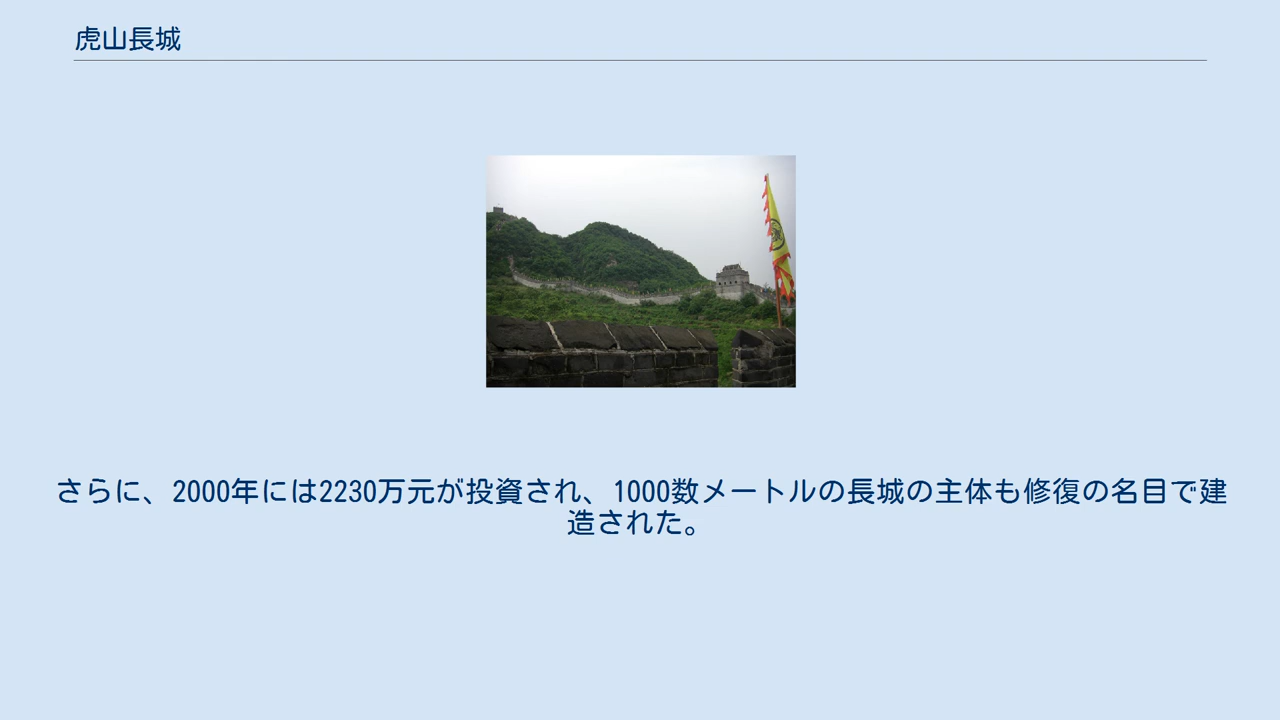 虎山長城
さらに、2000年には2230万元が投資され、1000数メートルの長城の主体も修復の名目で建
造された。